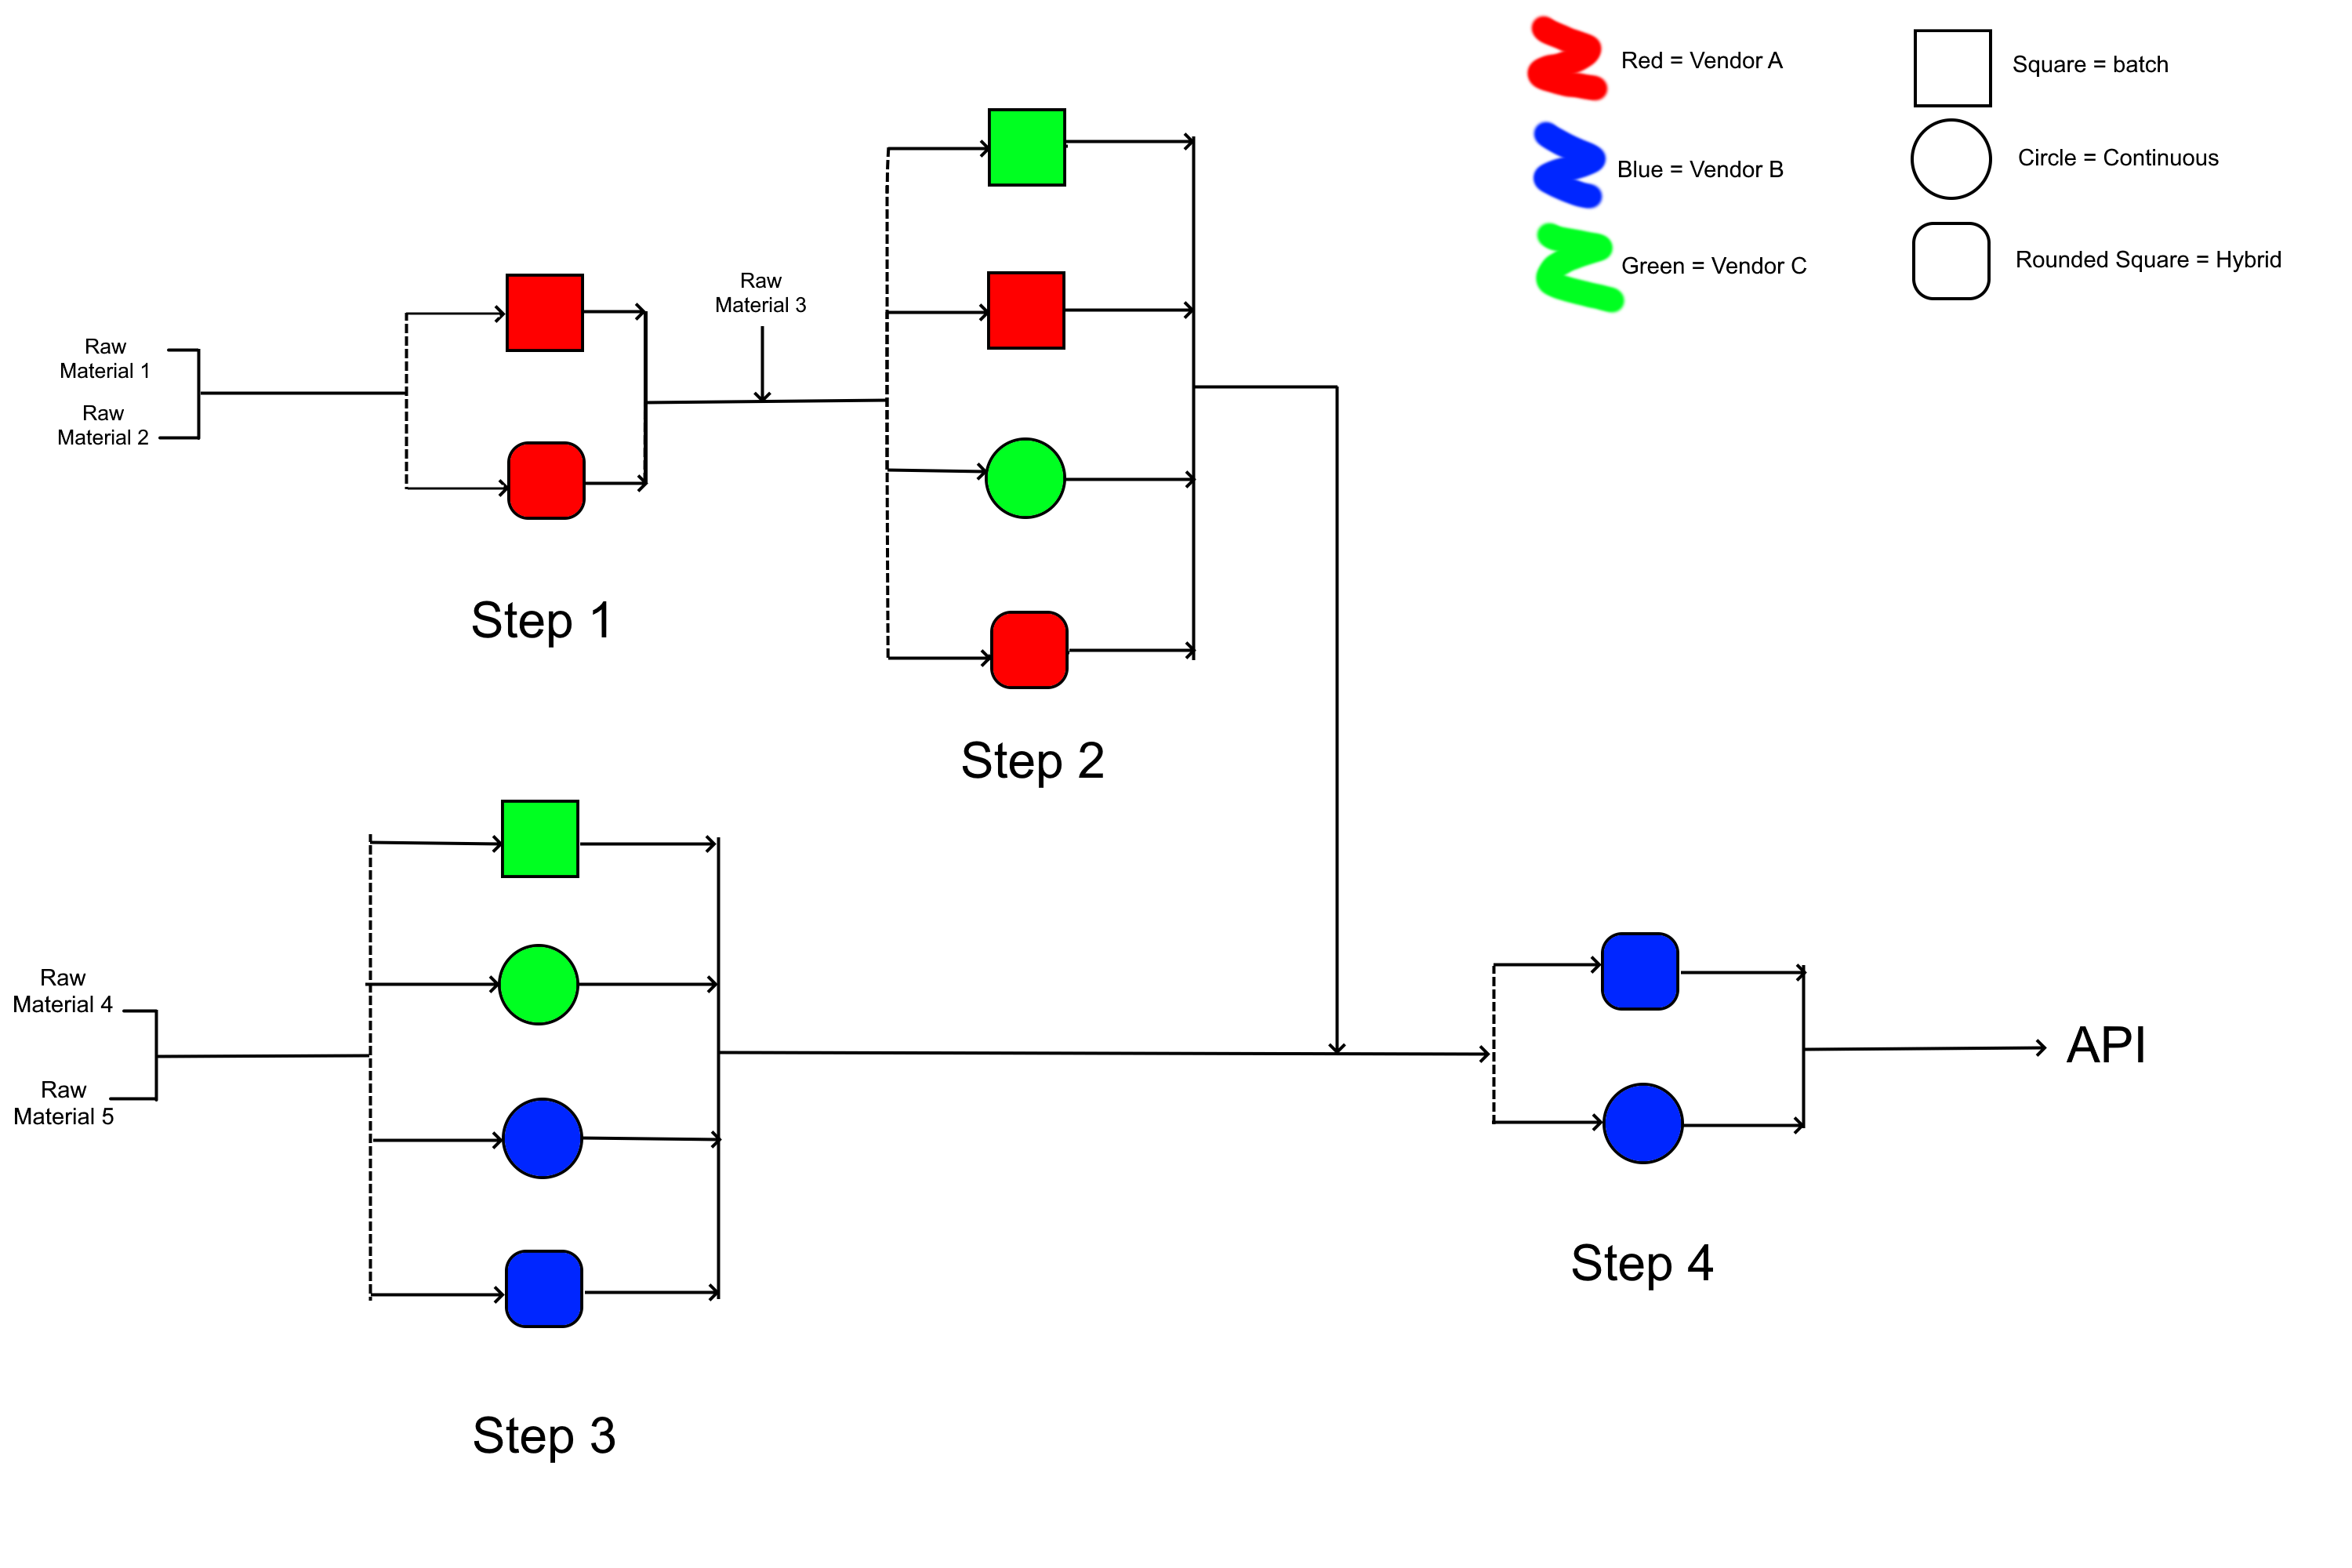 Red = Vendor A
Square = batch
Blue = Vendor B
Circle = Continuous
Green = Vendor C
Rounded Square = Hybrid
Raw
Material 1
Raw
Material 2
Raw
Material 3
Step 1
Step 2
Raw
Material 4
Raw
Material 5
Step 3
Step 4
API